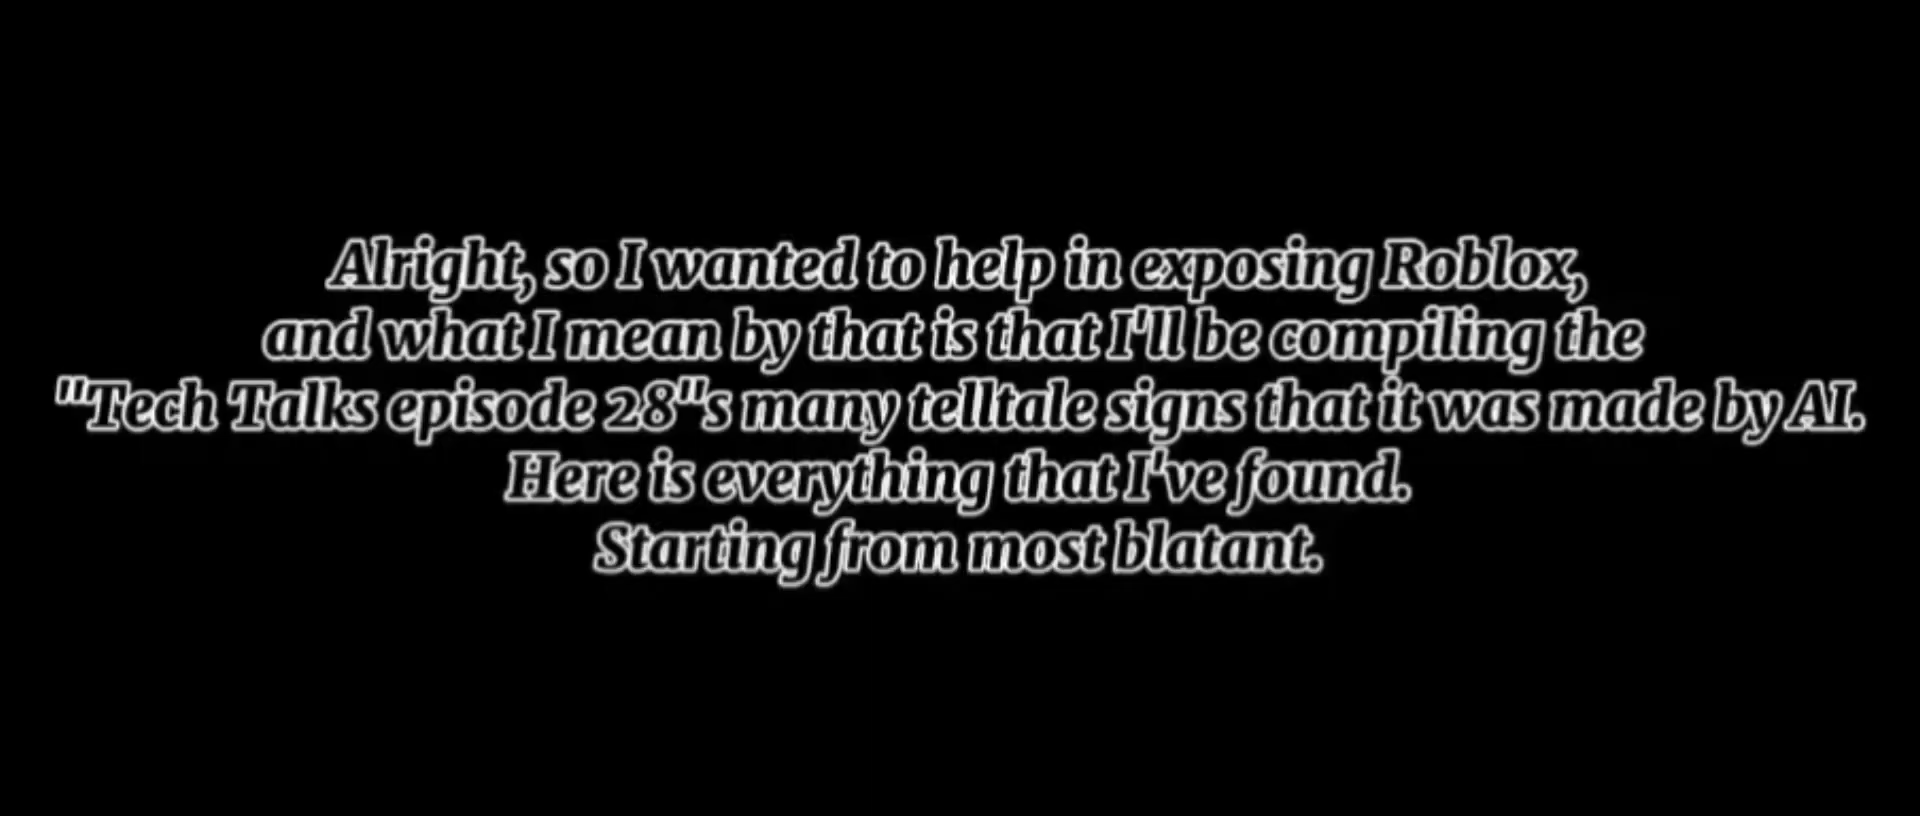 Alright, so I wanted to help in exposing Roblox,
and what I mean by that is that I'll be compiling the
"Tech Talks episode 28"s many telltale signs that it was made by AI.
Here is everything that I've found.
Starting from most blatant.